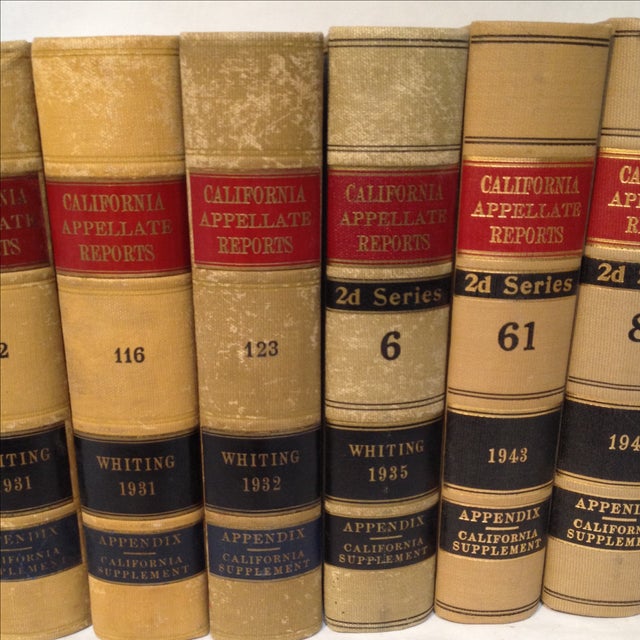 CALIFORNIA
APPELLATE
REPORTS
116
WHITING
1931
APPENDIX
CALIFORNIA
SUPPLEMENT
CALIFORNIA
APPELLATE
REPORTS
123
WHITING
1932
APPENDIX
CALIFORNIA
SUPPLEMENT
CALIFORNIA
APPELLATE
REPORTS
2d Series
6
WHITING
1935
APPENDIX
CALIFORNIA
SUPPLEMENT
CALIFORNIA
APPELLATE
REPORTS
2d Series
61
1943
APPENDIX
CALIFORNIA
SUPPLEMENT
APPENDIX